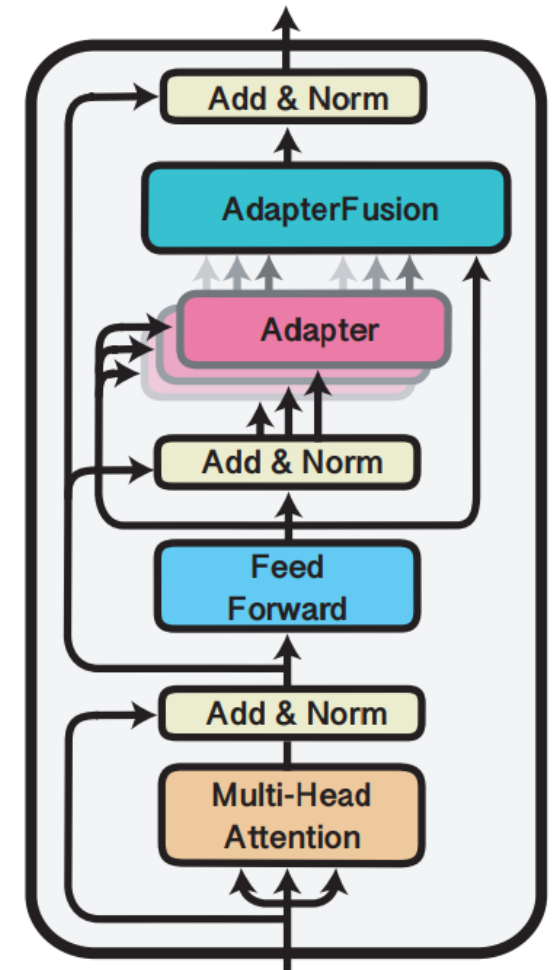 Add & Norm
AdapterFusion
Adapter
Add & Norm
Feed
Forward
Add & Norm
Multi-Head
Attention